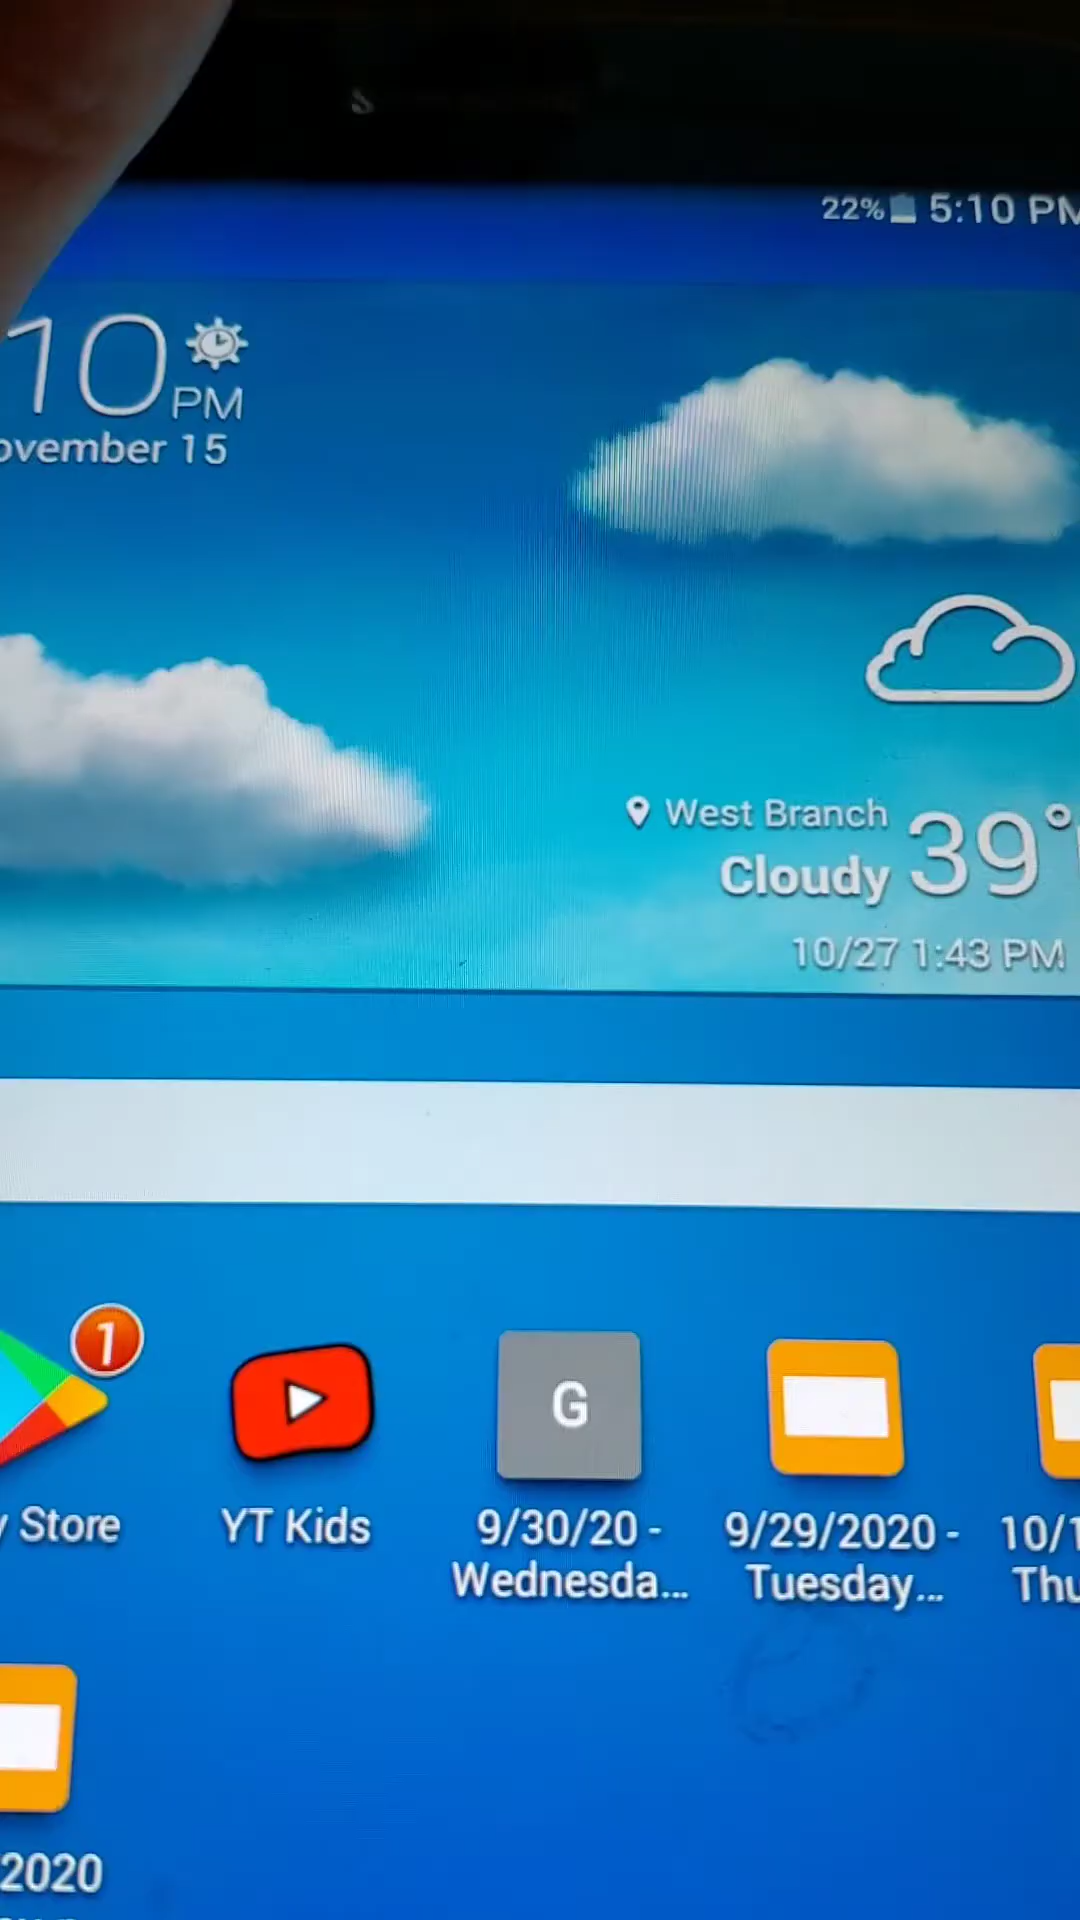 22% 5:10 PM
10 PM
ovember 15
West Branch
Cloudy 39°
10/27 1:43 PM
1
Store
YT Kids
G
9/30/20 -
Wednesda...
9/29/2020 -
Tuesday...
10/1
Thu
2020